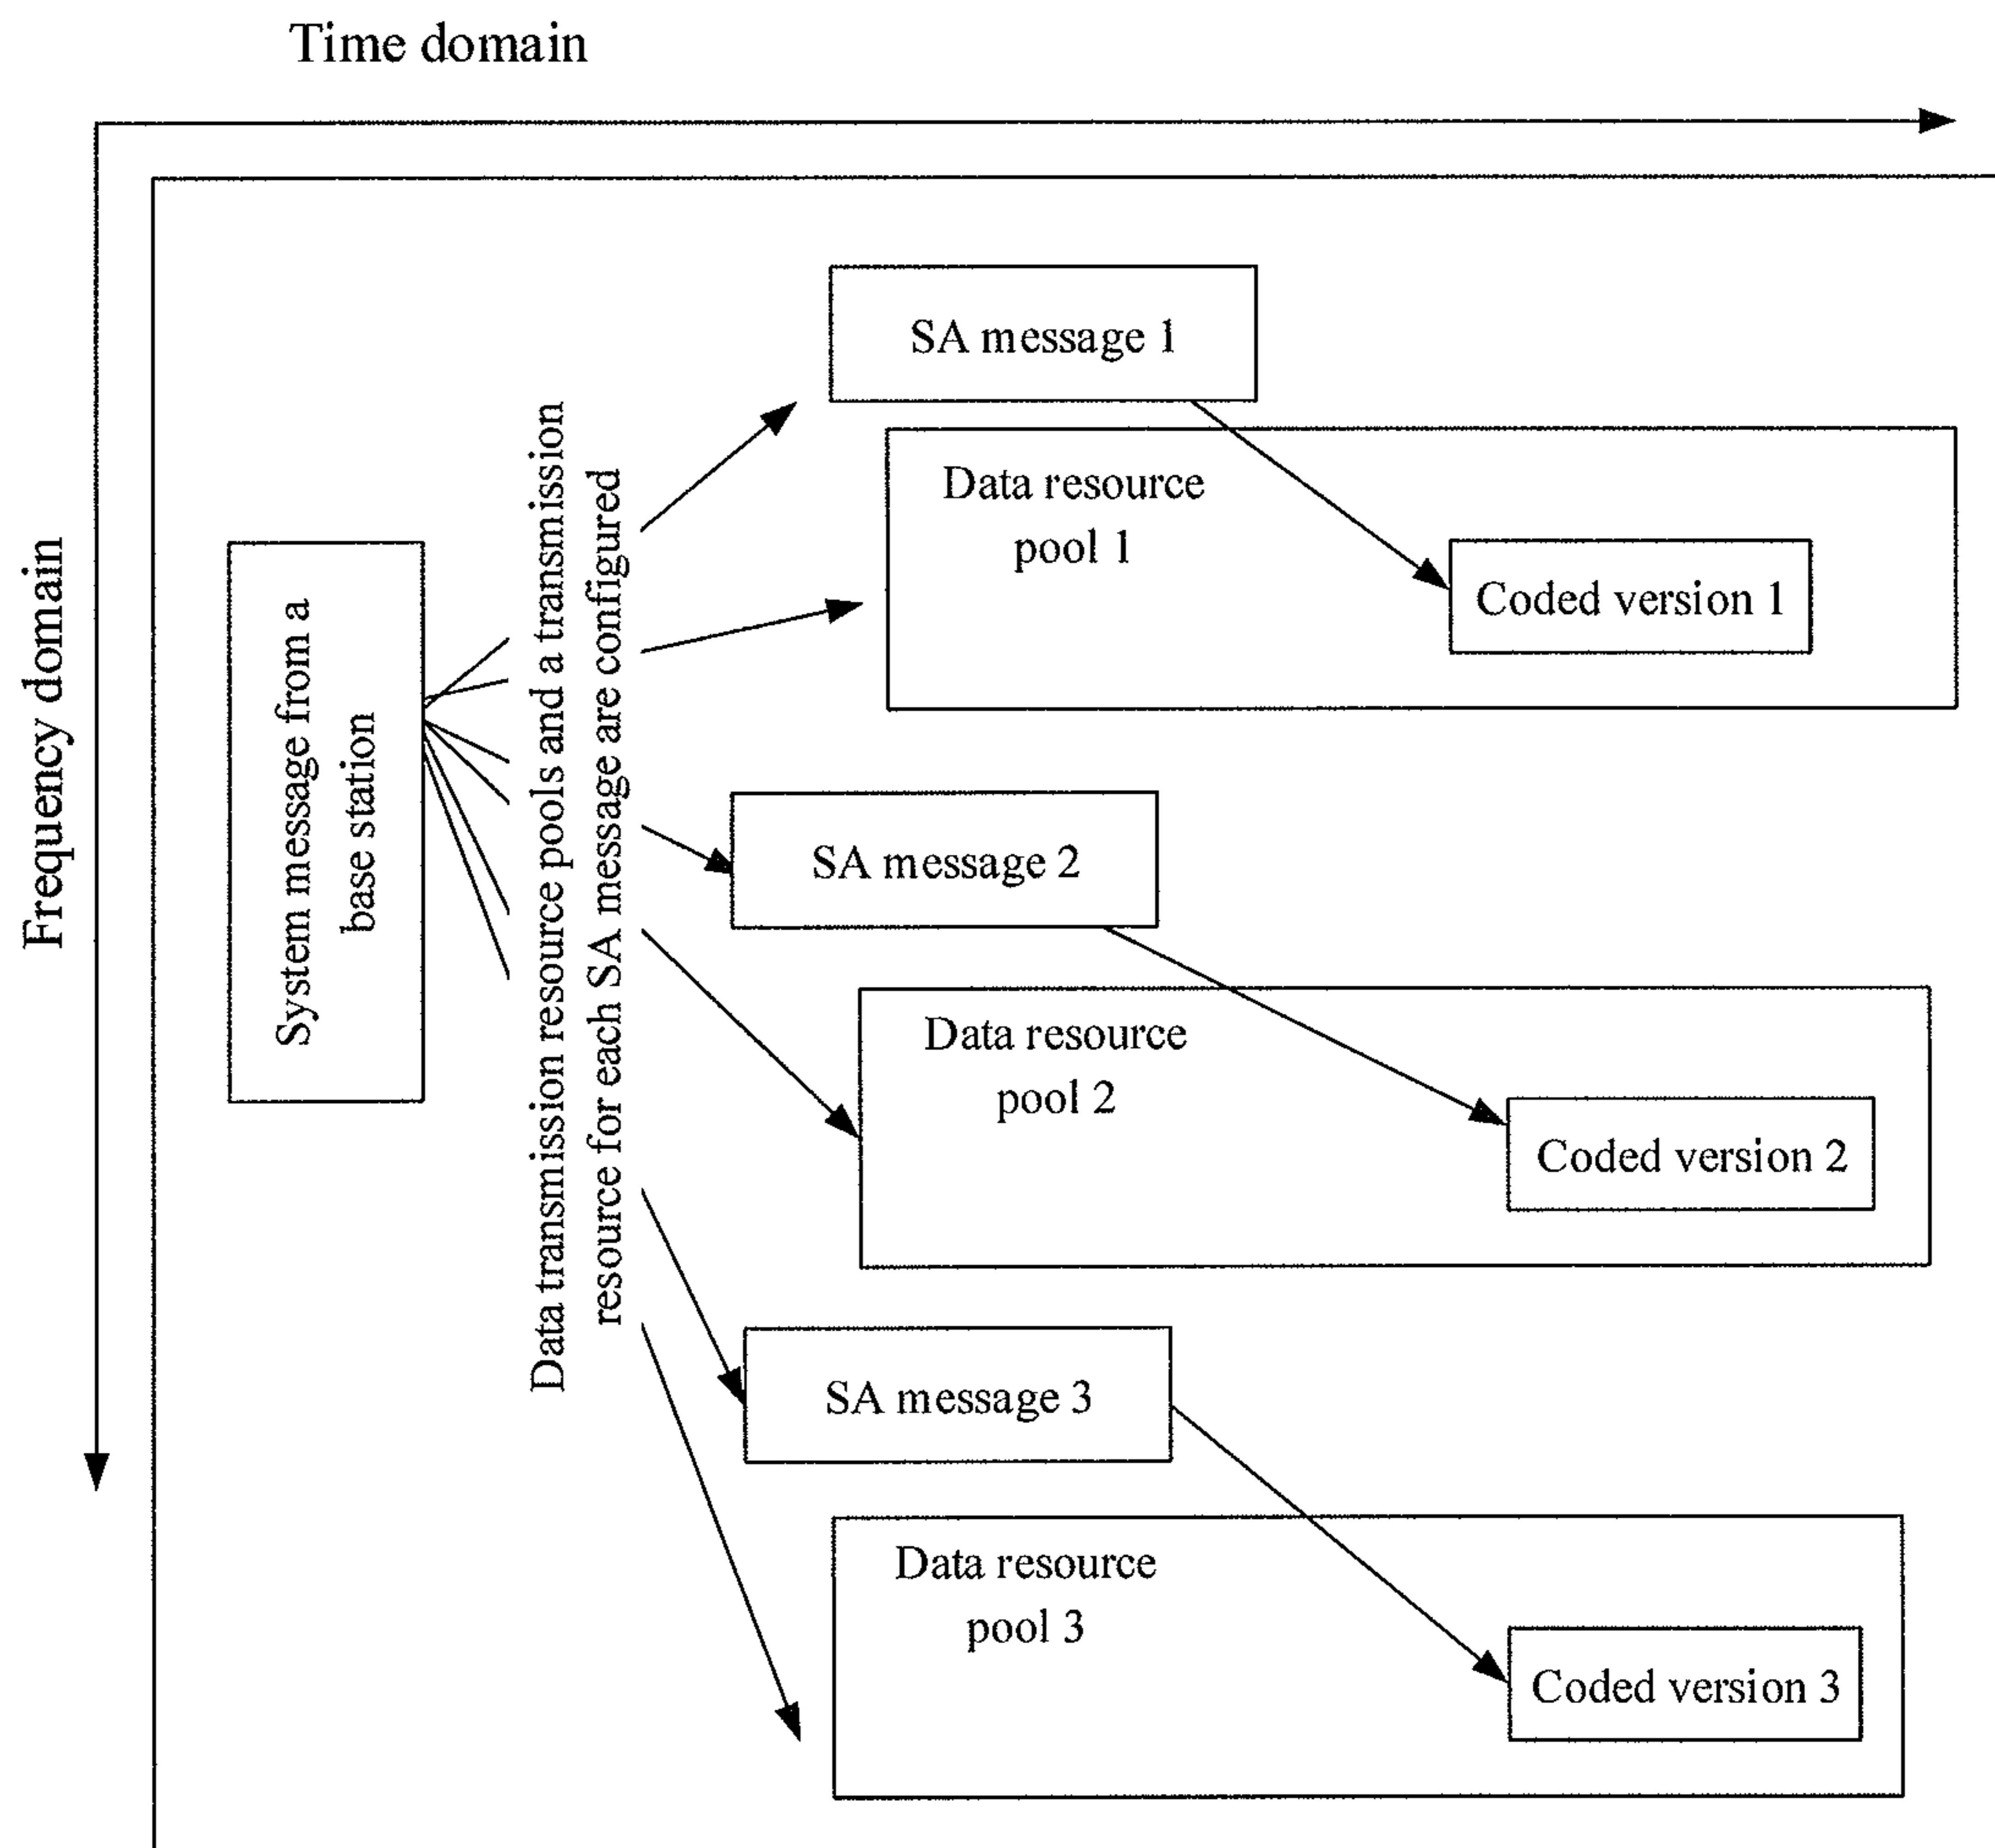 Time domain
Frequency domain
System message from a
base station
Data transmission resource pools and a transmission
resource for each SA message are configured
SA message 1
Data resource
pool 1
Coded version 1
SA message 2
Data resource
pool 2
Coded version 2
SA message 3
Data resource
pool 3
Coded version 3